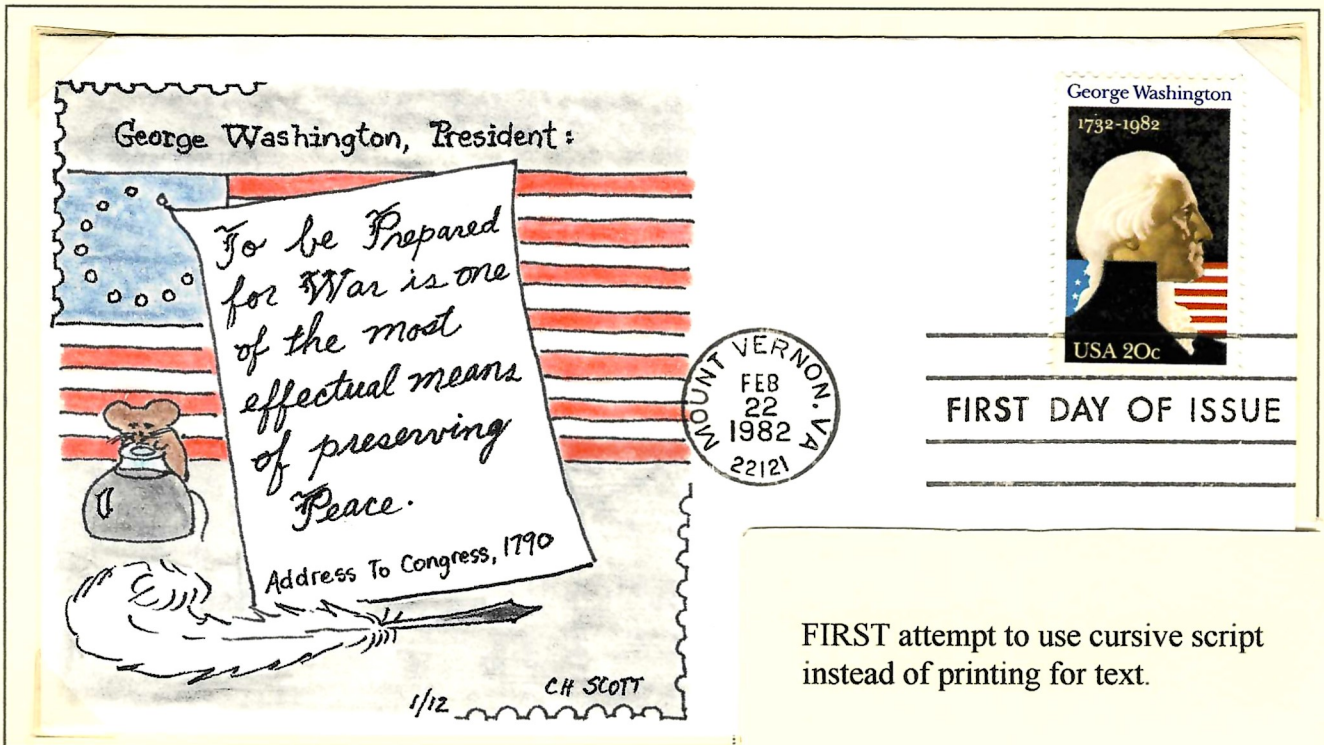 George Washington, President:
To be Prepared
for War is one
of the most
effectual means
of preserving
Peace.
Address To Congress, 1790
1/12
CH SCOTT
George Washington
1732-1982
USA 20c
MOUNT VERNON, VA
FEB
22
1982
22121
FIRST DAY OF ISSUE
FIRST attempt to use cursive script
instead of printing for text.